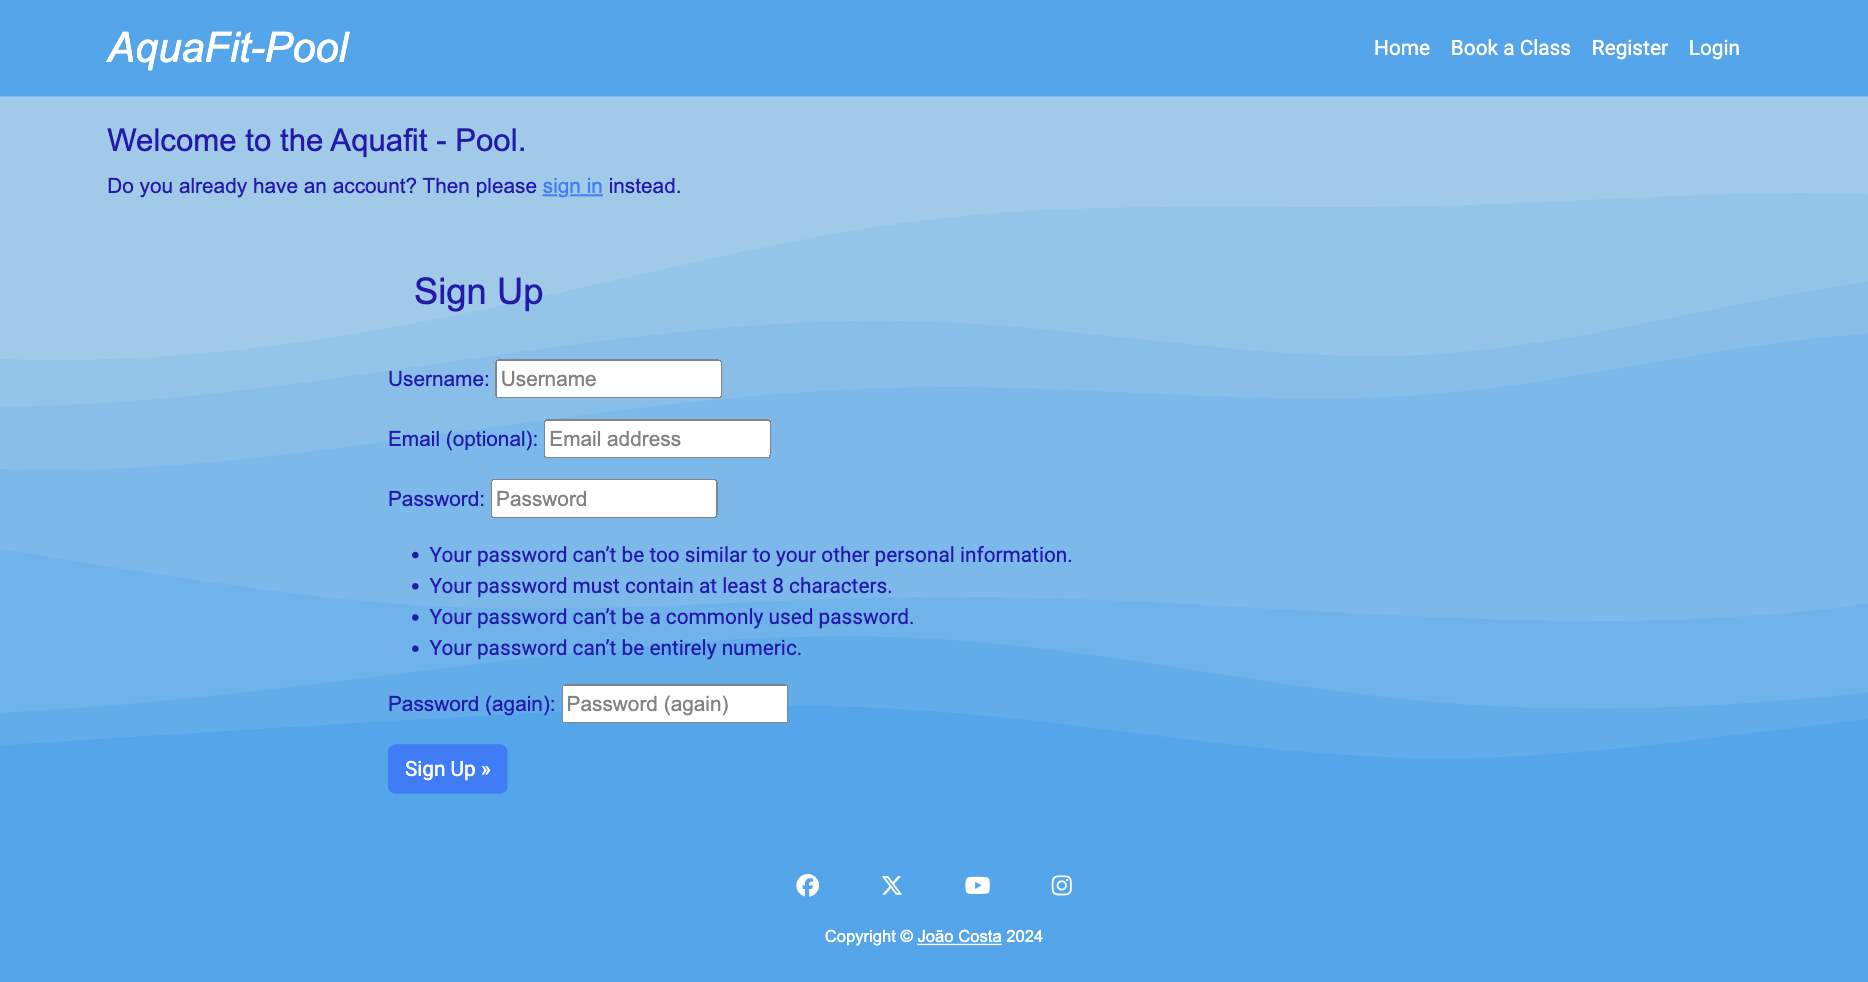 AquaFit-Pool
Home Book a Class Register Login
Welcome to the Aquafit - Pool.
Do you already have an account? Then please sign in instead.
Sign Up
Username: Username
Email (optional): Email address
Password: Password
• Your password can’t be too similar to your other personal information.
• Your password must contain at least 8 characters.
• Your password can’t be a commonly used password.
• Your password can’t be entirely numeric.
Password (again): Password (again)
Sign Up »
Copyright © João Costa 2024